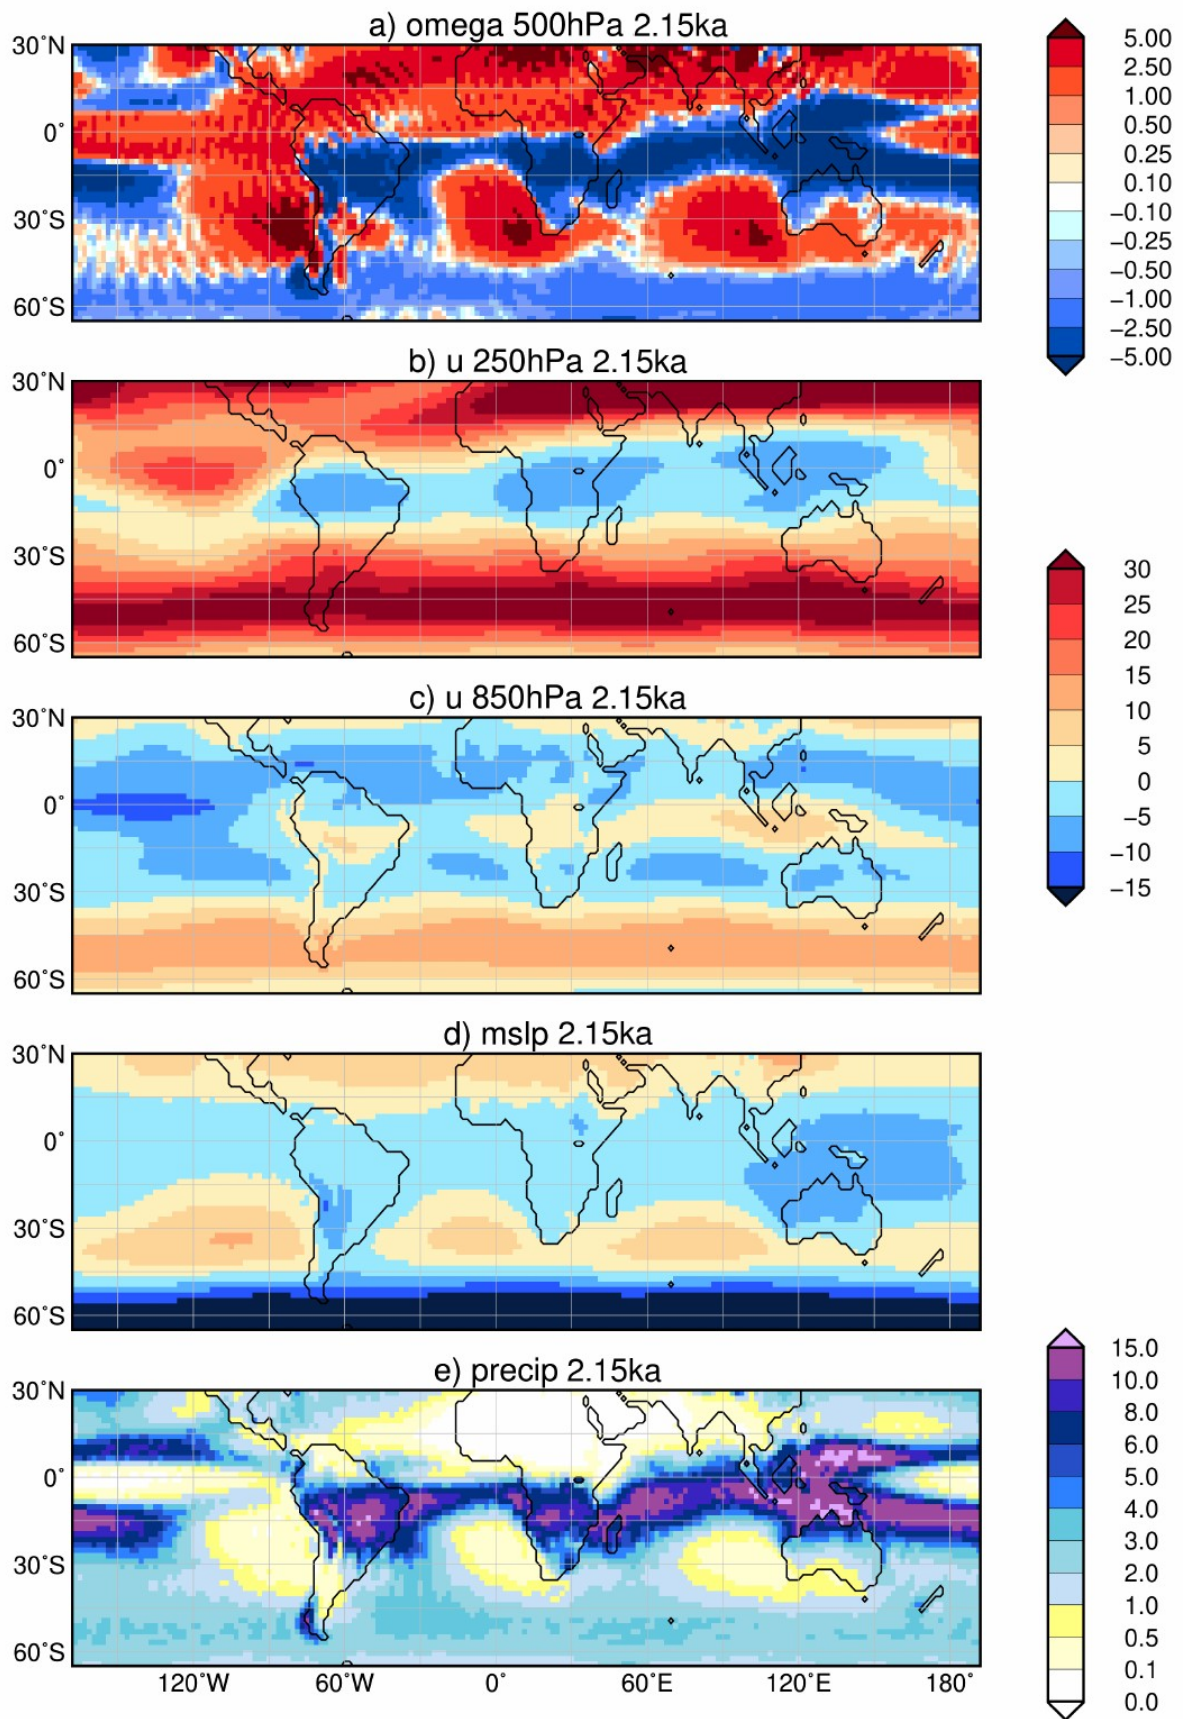 a) omega 500hPa 2.15ka
30˚N
0˚
30˚S
60˚S
5.00
2.50
1.00
0.50
0.25
0.10
−0.10
−0.25
−0.50
−1.00
−2.50
−5.00
b) u 250hPa 2.15ka
30˚N
0˚
30˚S
60˚S
c) u 850hPa 2.15ka
30˚N
0˚
30˚S
60˚S
30
25
20
15
10
5
0
−5
−10
−15
d) mslp 2.15ka
30˚N
0˚
30˚S
60˚S
e) precip 2.15ka
30˚N
0˚
30˚S
60˚S
120˚W
60˚W
0˚
60˚E
120˚E
180˚
15.0
10.0
8.0
6.0
5.0
4.0
3.0
2.0
1.0
0.5
0.1
0.0